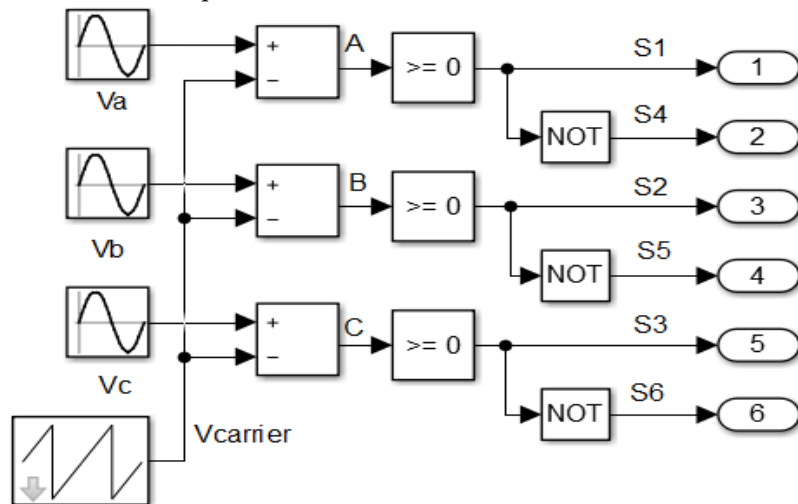 +
−
A
>= 0
S1
1
Va
S4
NOT
2
+
−
B
>= 0
S2
3
Vb
S5
NOT
4
+
−
C
>= 0
S3
5
Vc
S6
NOT
6
Vcarrier